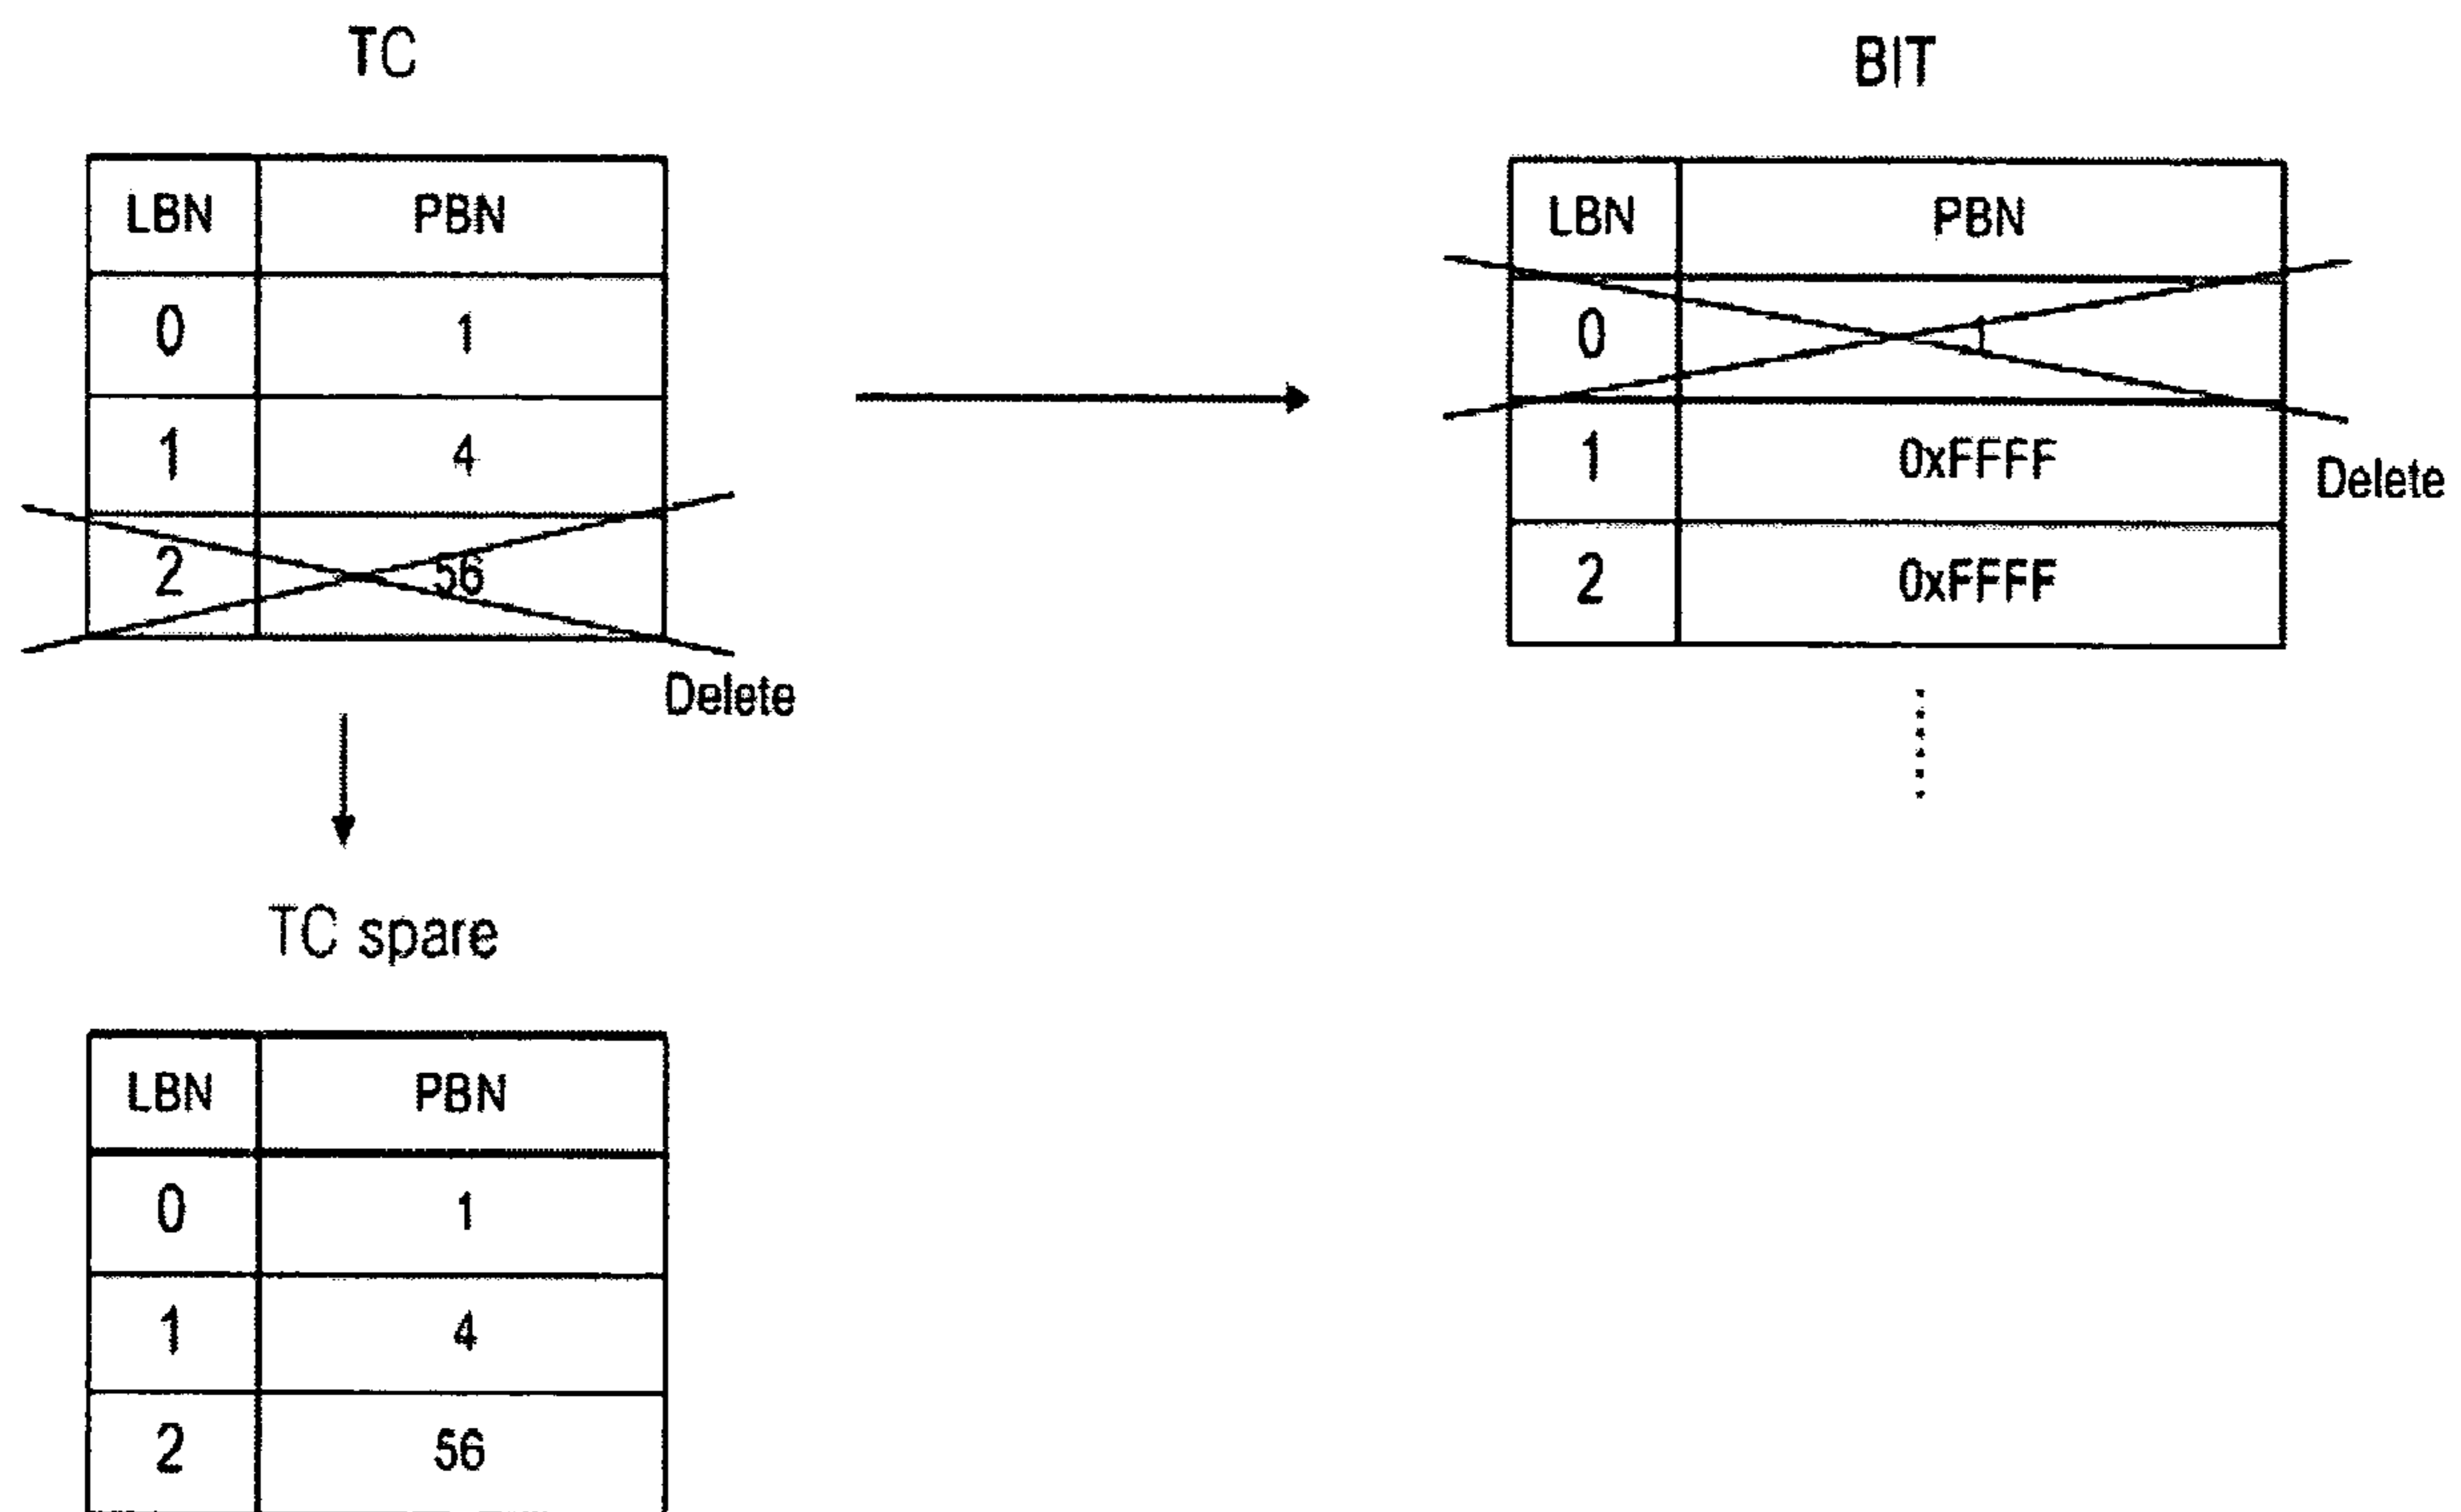 TC
LBN PBN
0 1
1 4
2 56
Delete
BIT
LBN PBN
0 1
1 0xFFFF
2 0xFFFF
Delete
TC spare
LBN PBN
0 1
1 4
2 56